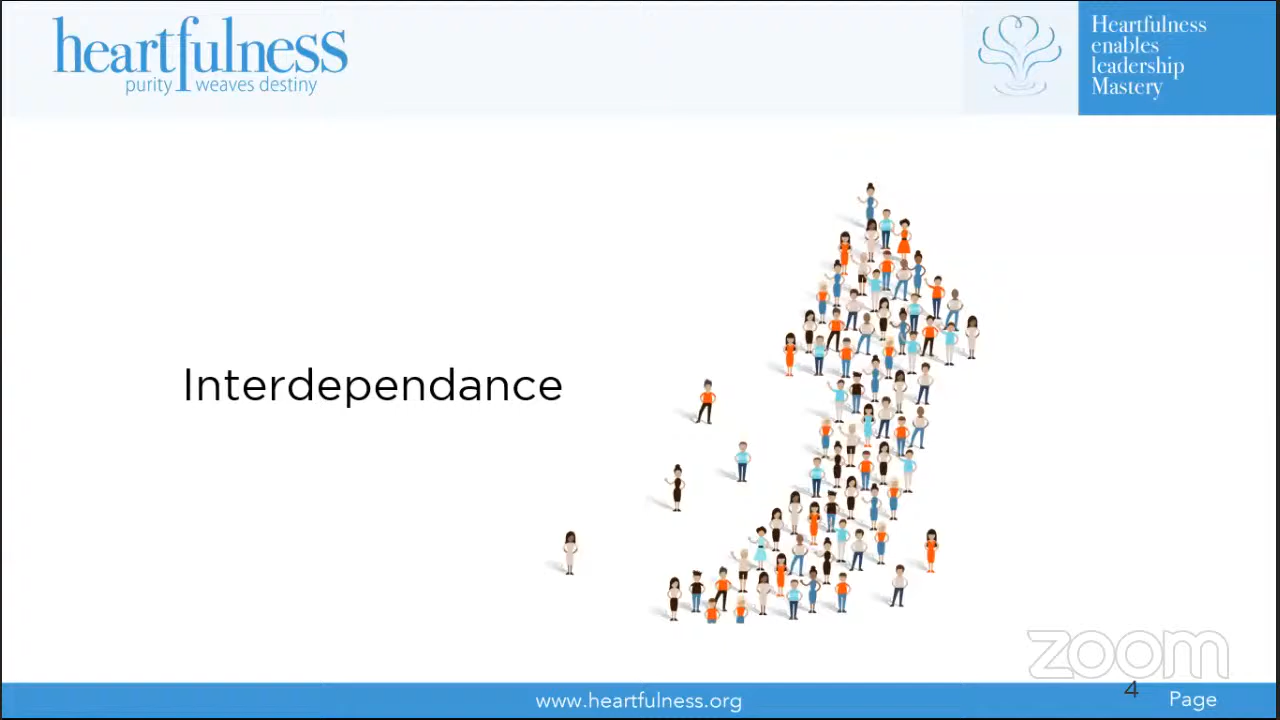 heartfulness
purity weaves destiny
Heartfulness
enables
leadership
Mastery
Interdependance
zoom
www.heartfulness.org
4 Page